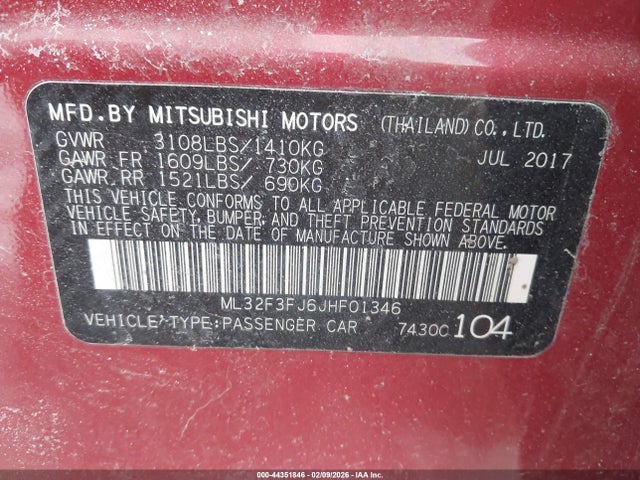 MFD.BY MITSUBISHI MOTORS (THAILAND)CO.,LTD.
GVWR 3108LBS/1410KG JUL 2017
GAWR FR 1609LBS/ 730KG
GAWR RR 1521LBS/ 690KG
THIS VEHICLE CONFORMS TO ALL APPLICABLE FEDERAL MOTOR
VEHICLE SAFETY, BUMPER, AND THEFT PREVENTION STANDARDS
IN EFFECT ON THE DATE OF MANUFACTURE SHOWN ABOVE.
ML32F3FJ6JHF01346
VEHICLE TYPE:PASSENGER CAR 7430C 104
000-44351846 - 02/09/2026 - IAAI, Inc.